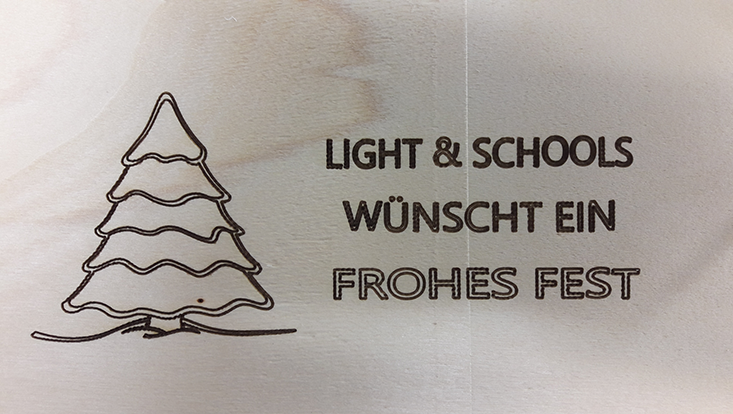 LIGHT & SCHOOLS
WÜNSCHT EIN
FROHES FEST